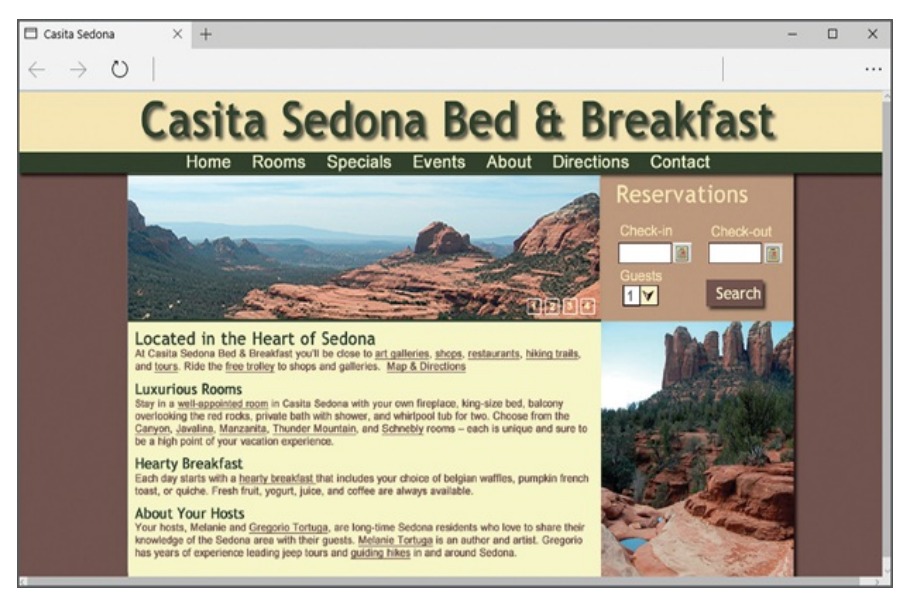 Casita Sedona
Casita Sedona Bed & Breakfast
Home Rooms Specials Events About Directions Contact
Reservations
Check-in Check-out
Guests
1 Search
1 2 3 4
Located in the Heart of Sedona
At Casita Sedona Bed & Breakfast you'll be close to art galleries, shops, restaurants, hiking trails,
and tours. Ride the free trolley to shops and galleries. Map & Directions
Luxurious Rooms
Stay in a well-appointed room in Casita Sedona with your own fireplace, king-size bed, balcony
overlooking the red rocks, private bath with shower, and whirlpool tub for two. Choose from the
Canyon, Javalina, Manzanita, Thunder Mountain, and Schnebly rooms – each is unique and sure to
be a high point of your vacation experience.
Hearty Breakfast
Each day starts with a hearty breakfast that includes your choice of belgian waffles, pumpkin french
toast, or quiche. Fresh fruit, yogurt, juice, and coffee are always available.
About Your Hosts
Your hosts, Melanie and Gregorio Tortuga, are long-time Sedona residents who love to share their
knowledge of the Sedona area with their guests. Melanie Tortuga is an author and artist. Gregorio
has years of experience leading jeep tours and guiding hikes in and around Sedona.